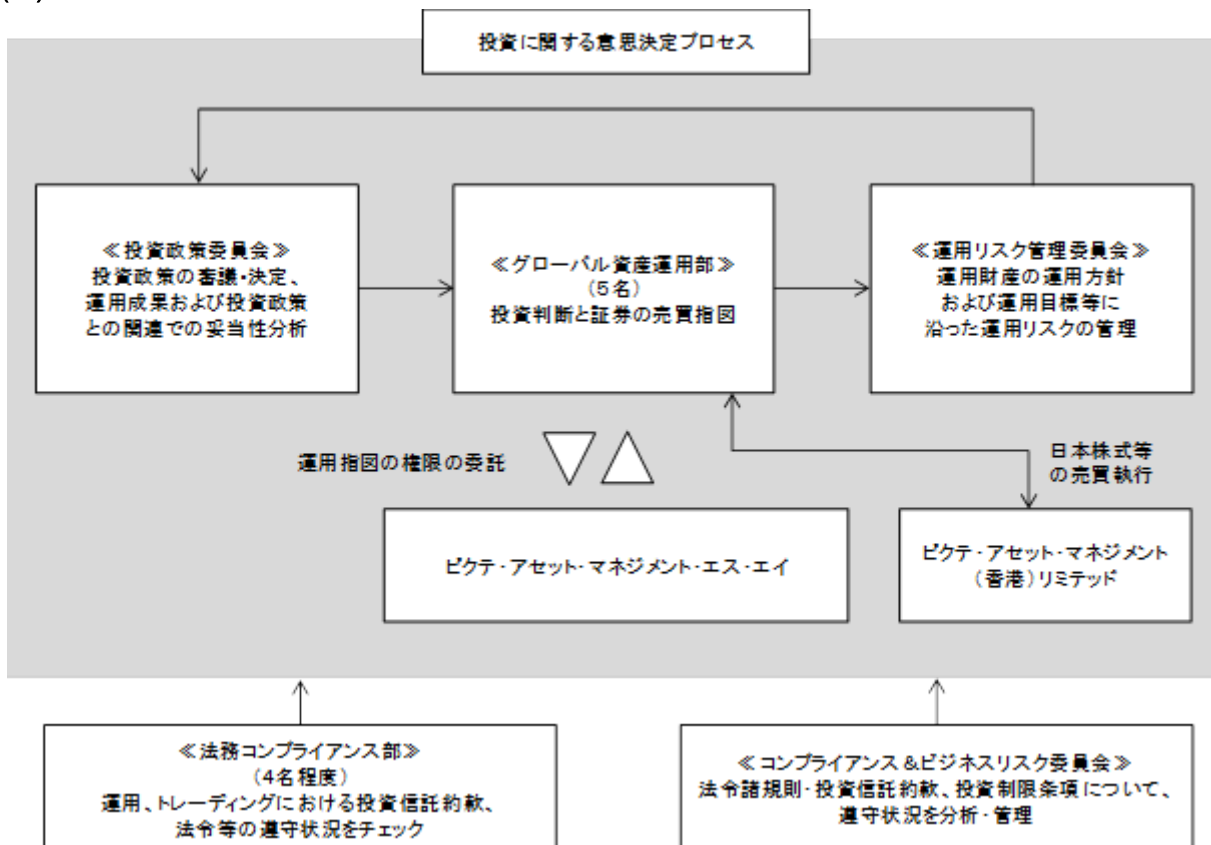 投資に関する意思決定プロセス
≪投資政策委員会≫
投資政策の審議・決定、
運用成果および投資政策
との関連での妥当性分析
≪グローバル資産運用部≫
(5名)
投資判断と証券の売買指図
≪運用リスク管理委員会≫
運用財産の運用方針
および運用目標等に
沿った運用リスクの管理
運用指図の権限の委託
日本株式等
の売買執行
ピクテ・アセット・マネジメント・エス・エイ
ピクテ・アセット・マネジメント
(香港)リミテッド
≪法務コンプライアンス部≫
(4名程度)
運用、トレーディングにおける投資信託約款、
法令等の遵守状況をチェック
≪コンプライアンス&ビジネスリスク委員会≫
法令諸規則・投資信託約款、投資制限条項について、
遵守状況を分析・管理